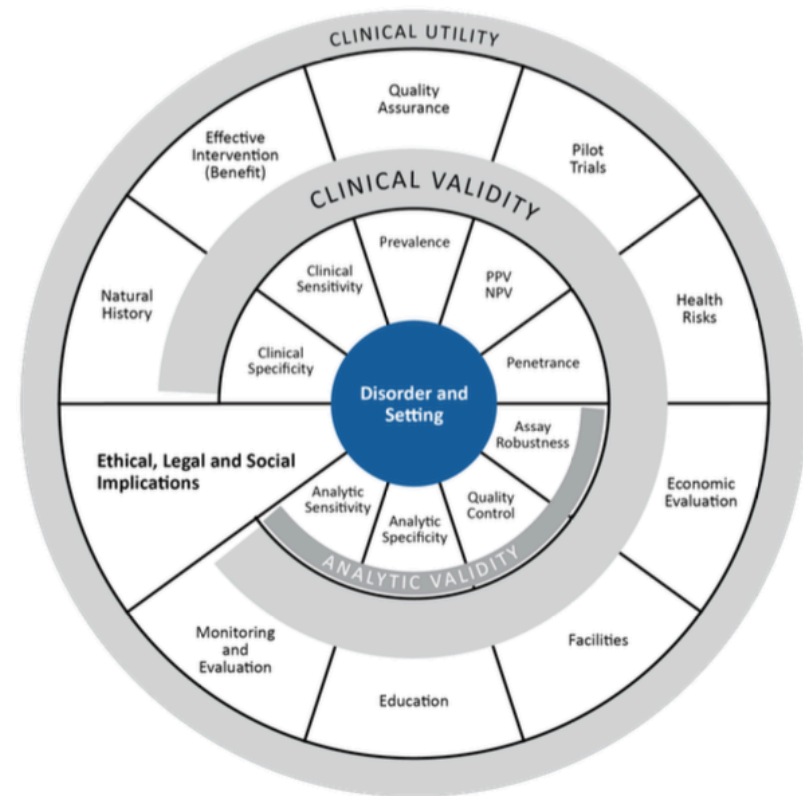 CLINICAL UTILITY
Quality
Assurance
Effective
Intervention
(Benefit)
Pilot
Trials
CLINICAL VALIDITY
Prevalence
Clinical
Sensitivity
PPV
NPV
Natural
History
Health
Risks
Clinical
Specificity
Penetrance
Disorder and
Setting
Assay
Robustness
Ethical, Legal and Social
Implications
Analytic
Sensitivity
Quality
Control
Economic
Evaluation
Analytic
Specificity
ANALYTIC VALIDITY
Monitoring
and
Evaluation
Facilities
Education